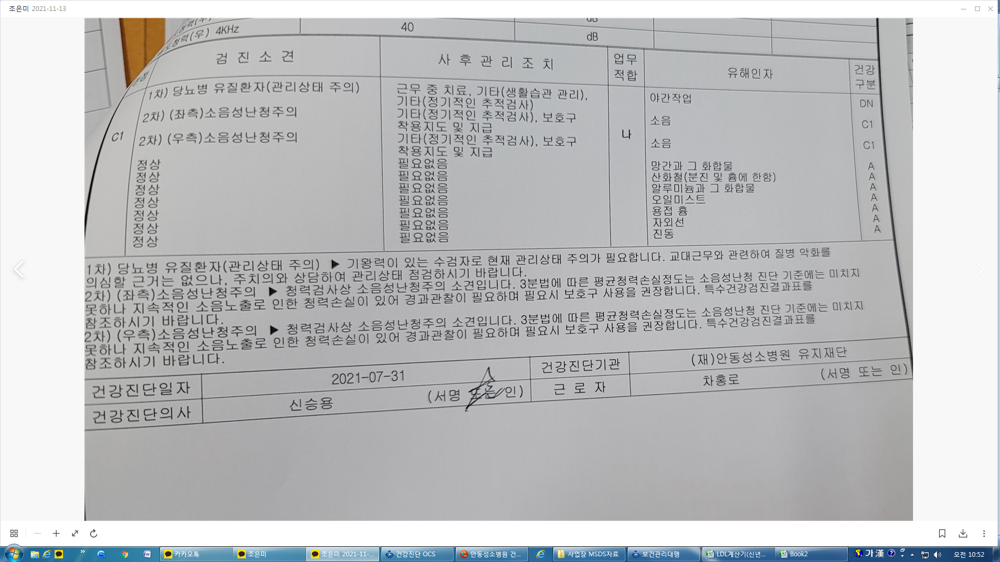 조은미 2021-11-13
청력(우) 4KHz 40 dB
검 진 소 견 사 후 관 리 조 치 업무 적합 유해인자 건강 구분
C1
1차) 당뇨병 유질환자(관리상태 주의) 근무 중 치료, 기타(생활습관 관리), 야간작업 DN
기타(정기적인 추적검사)
2차) (좌측)소음성난청주의 기타(정기적인 추적검사), 보호구 소음 C1
착용지도 및 지급 나
2차) (우측)소음성난청주의 기타(정기적인 추적검사), 보호구 소음 C1
착용지도 및 지급
정상 필요없음 망간과 그 화합물 A
정상 필요없음 산화철(분진 및 흄에 한함) A
정상 필요없음 알루미늄과 그 화합물 A
정상 필요없음 오일미스트 A
정상 필요없음 용접 흄 A
정상 필요없음 자외선 A
정상 필요없음 진동 A
1차) 당뇨병 유질환자(관리상태 주의) ▶ 기왕력이 있는 수검자로 현재 관리상태 주의가 필요합니다. 교대근무와 관련하여 질병 악화를
의심할 근거는 없으나, 주치의와 상담하여 관리상태 점검하시기 바랍니다.
2차) (좌측)소음성난청주의 ▶ 청력검사상 소음성난청주의 소견입니다. 3분법에 따른 평균청력손실정도는 소음성난청 진단 기준에는 미치지
못하나 지속적인 소음노출로 인한 청력손실이 있어 경과관찰이 필요하며 필요시 보호구 사용을 권장합니다. 특수건강검진결과표를
참조하시기 바랍니다.
2차) (우측)소음성난청주의 ▶ 청력검사상 소음성난청주의 소견입니다. 3분법에 따른 평균청력손실정도는 소음성난청 진단 기준에는 미치지
못하나 지속적인 소음노출로 인한 청력손실이 있어 경과관찰이 필요하며 필요시 보호구 사용을 권장합니다. 특수건강검진결과표를
참조하시기 바랍니다.
건강진단일자 2021-07-31 건강진단기관 (재)안동성소병원 유지재단
건강진단의사 신승용 (서명 또는 인) 근 로 자 차홍로 (서명 또는 인)
카카오톡 조은미 조은미 2021-11-... 건강진단 OCS 안동성소병원 건... 사업장 MSDS자료 보건관리대행 LDL계산기(신년... Book2 가 漢 오전 10:52